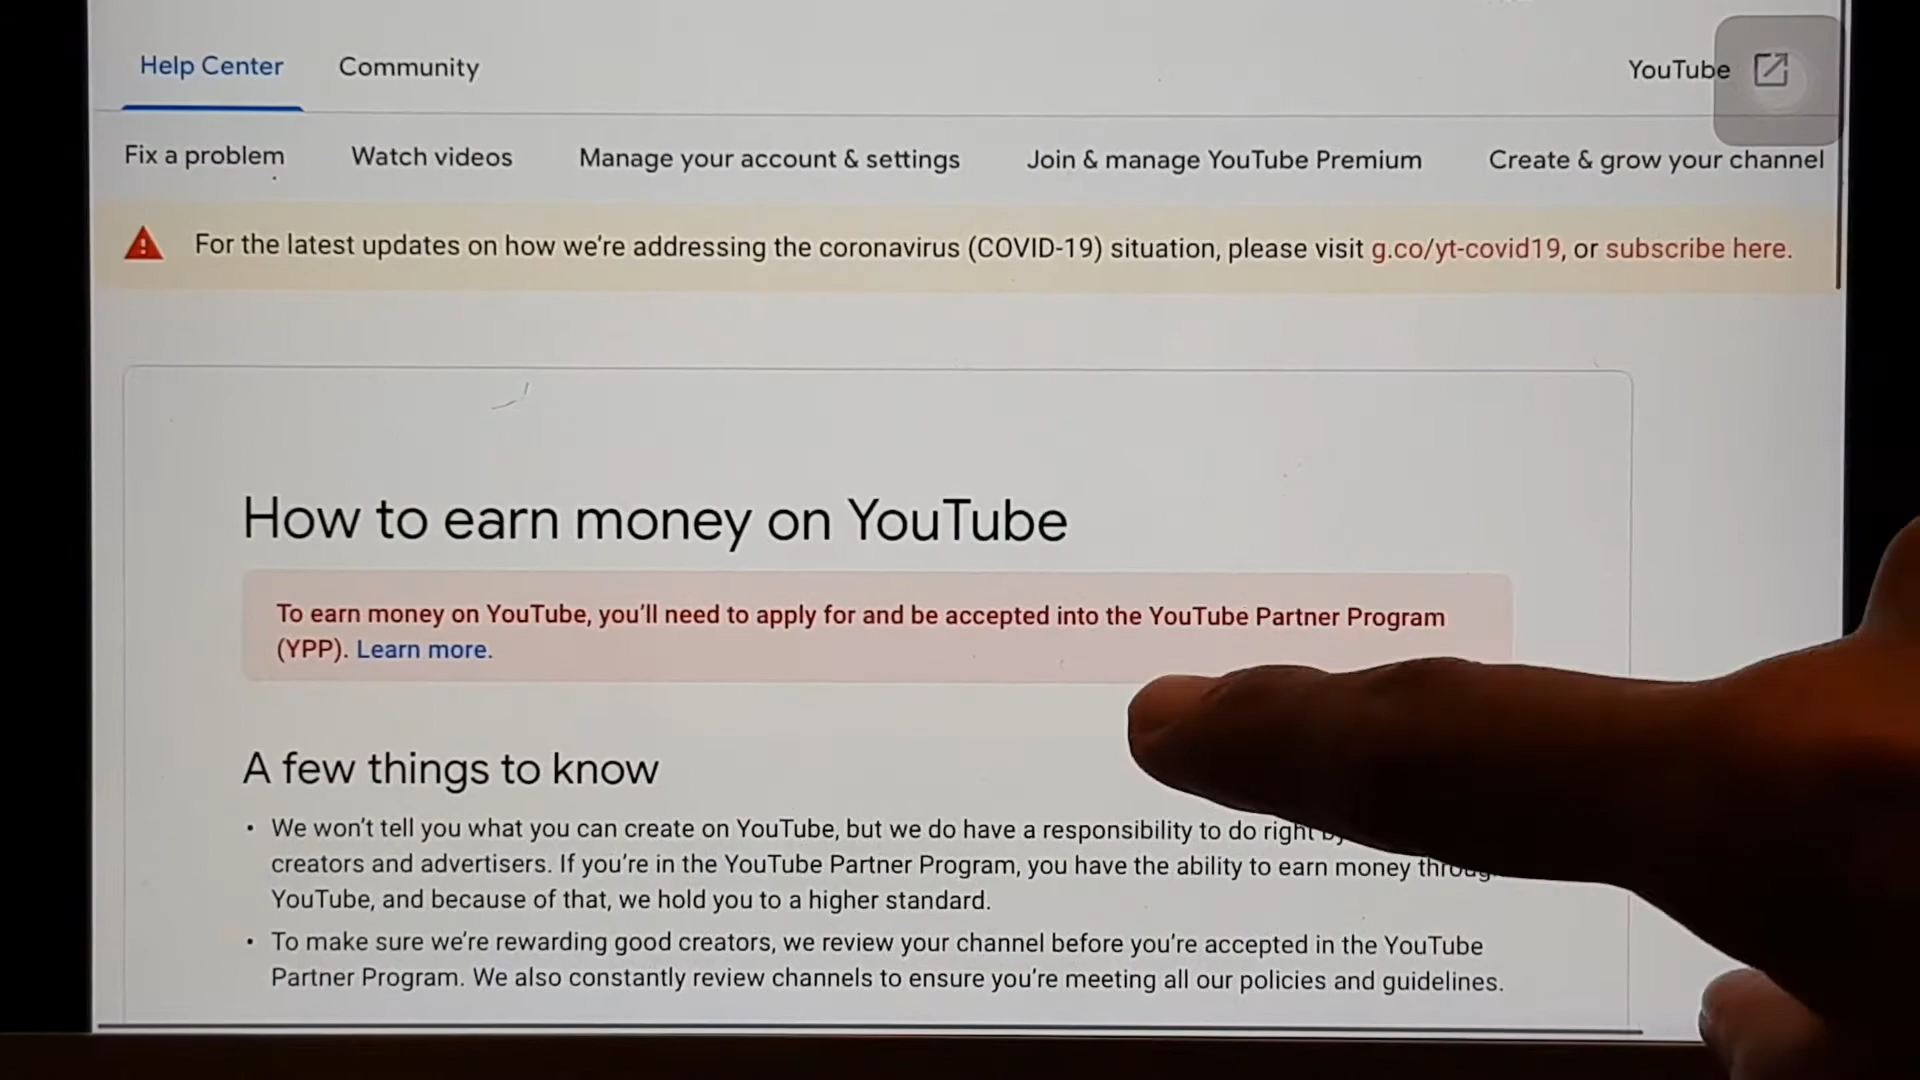 Help Center Community YouTube
Fix a problem Watch videos Manage your account & settings Join & manage YouTube Premium Create & grow your channel
For the latest updates on how we're addressing the coronavirus (COVID-19) situation, please visit g.co/yt-covid19, or subscribe here.
How to earn money on YouTube
To earn money on YouTube, you'll need to apply for and be accepted into the YouTube Partner Program
(YPP). Learn more.
A few things to know
• We won't tell you what you can create on YouTube, but we do have a responsibility to do right
creators and advertisers. If you're in the YouTube Partner Program, you have the ability to earn money
YouTube, and because of that, we hold you to a higher standard.
• To make sure we're rewarding good creators, we review your channel before you're accepted in the YouTube
Partner Program. We also constantly review channels to ensure you're meeting all our policies and guidelines.